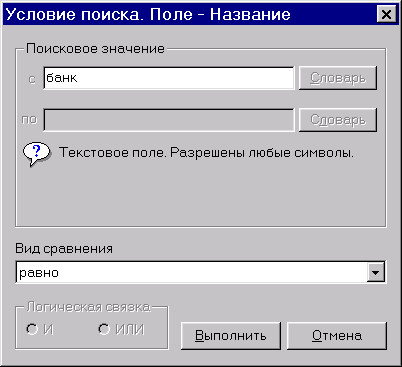 Условие поиска. Поле - Название
Поисковое значение
с банк Словарь
по Словарь
? Текстовое поле. Разрешены любые символы.
Вид сравнения
равно
Логическая связка
И ИЛИ Выполнить Отмена